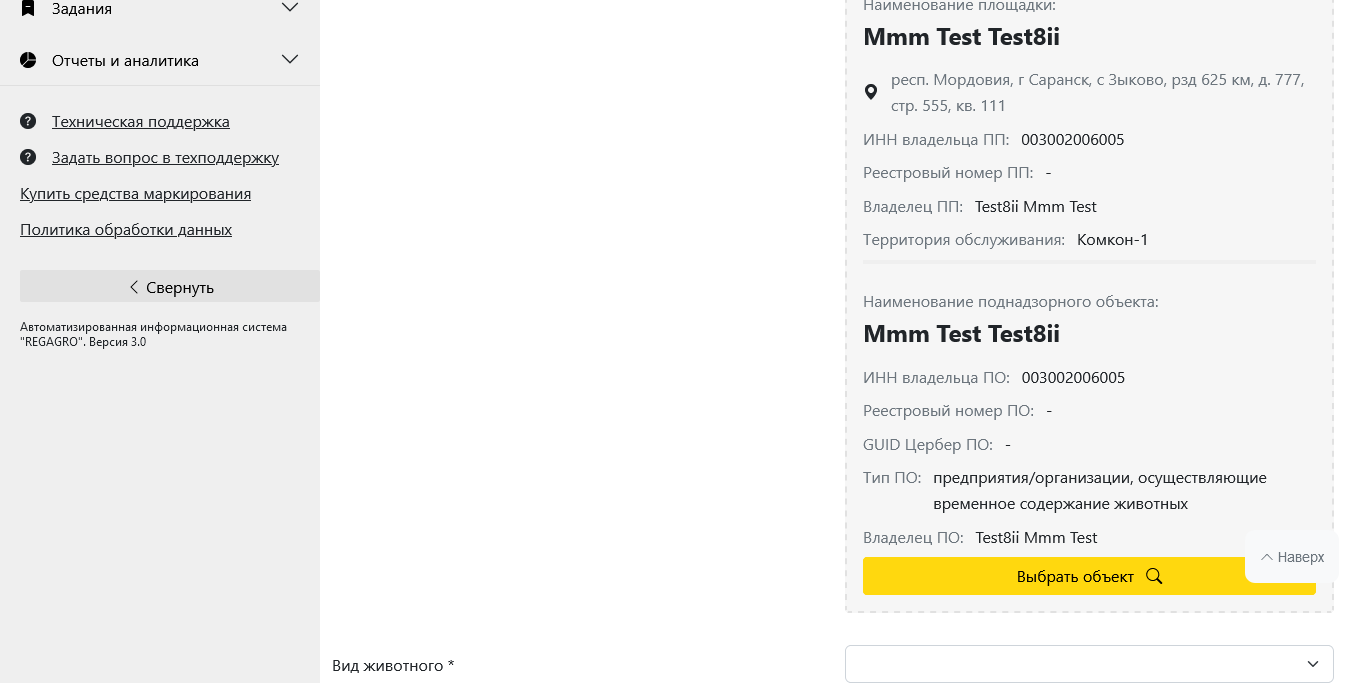 Задания
Отчеты и аналитика
Техническая поддержка
Задать вопрос в техподдержку
Купить средства маркирования
Политика обработки данных
Свернуть
Автоматизированная информационная система
"REGAGRO". Версия 3.0
Наименование площадки:
Mmm Test Test8ii
респ. Мордовия, г Саранск, с Зыково, рзд 625 км, д. 777,
стр. 555, кв. 111
ИНН владельца ПП: 003002006005
Реестровый номер ПП: -
Владелец ПП: Test8ii Mmm Test
Территория обслуживания: Комкон-1
Наименование поднадзорного объекта:
Mmm Test Test8ii
ИНН владельца ПО: 003002006005
Реестровый номер ПО: -
GUID Цербер ПО: -
Тип ПО: предприятия/организации, осуществляющие
временное содержание животных
Владелец ПО: Test8ii Mmm Test
Наверх
Выбрать объект
Вид животного *